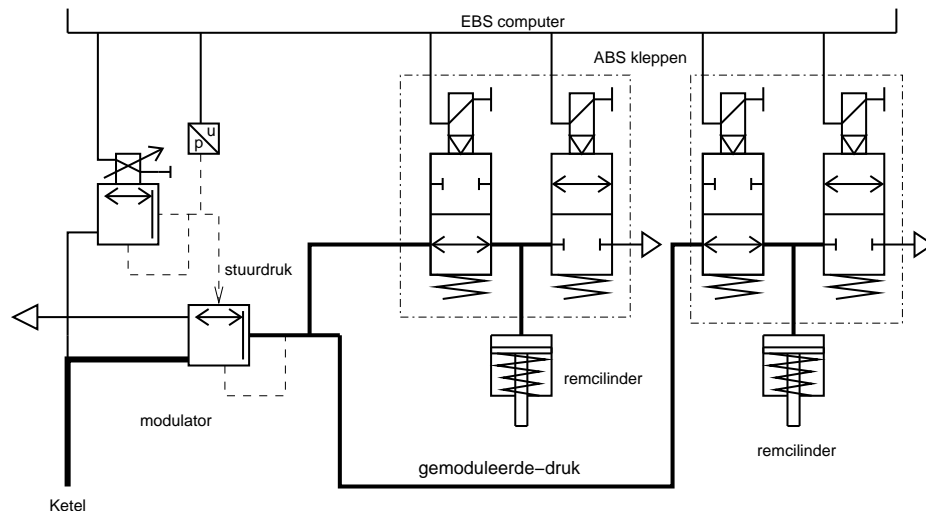 EBS computer
ABS kleppen
u
p
stuurdruk
remcilinder
modulator
remcilinder
gemoduleerde-druk
Ketel